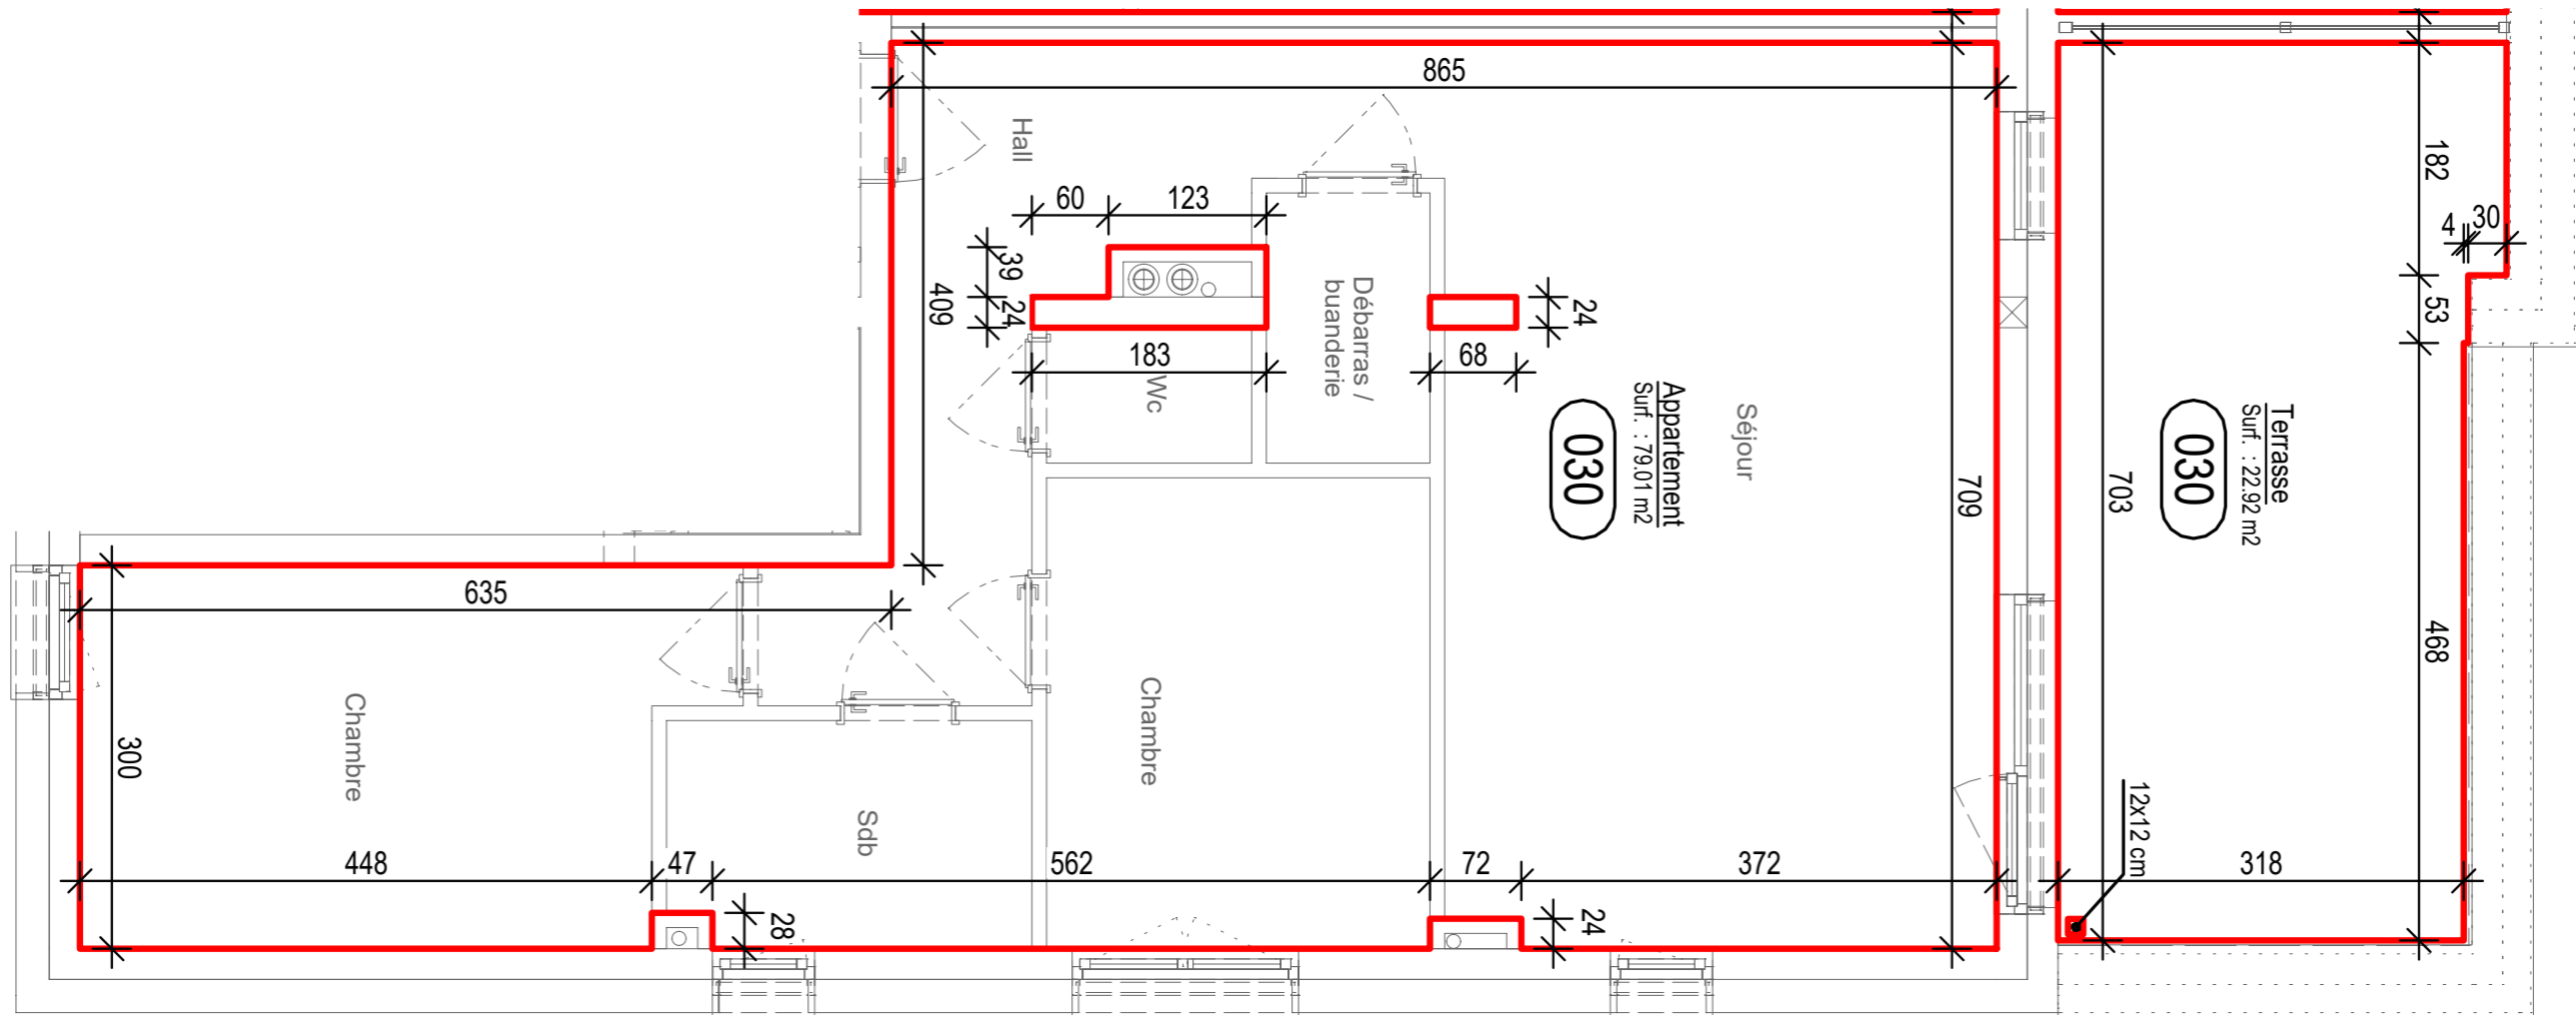 865
182
4
30
53
468
703
709
409
Hall
60
123
39
24
183
68
24
Wc
Débarras /
buanderie
Appartement
Surf. : 79.01 m2
030
Séjour
Terrasse
Surf. : 22.92 m2
030
635
300
Chambre
Chambre
Sdb
448
47
562
72
372
318
28
24
12x12 cm